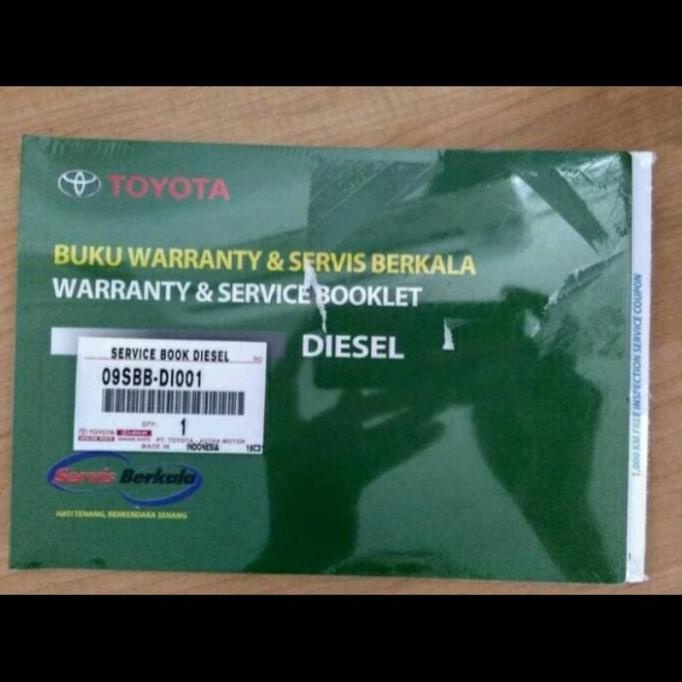 TOYOTA
BUKU WARRANTY & SERVIS BERKALA
WARRANTY & SERVICE BOOKLET
DIESEL
SERVICE BOOK DIESEL
09SBB-DI001
QTY: 1
TOYOTA
PT. TOYOTA - ASTRA MOTOR
MADE IN INDONESIA
Servis Berkala
HATI TENANG, BERKENDARA SENANG
1,000 KM FREE INSPECTION SERVICE COUPON